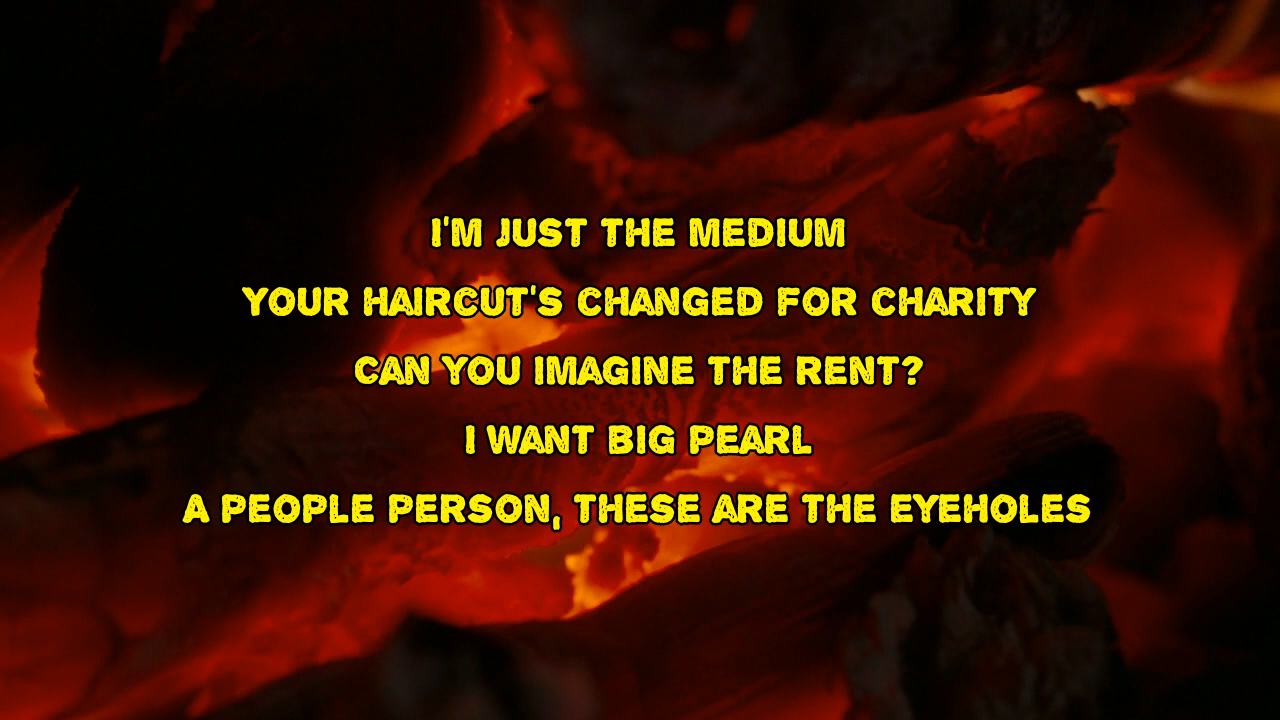 I'M JUST THE MEDIUM
YOUR HAIRCUT'S CHANGED FOR CHARITY
CAN YOU IMAGINE THE RENT?
I WANT BIG PEARL
A PEOPLE PERSON, THESE ARE THE EYEHOLES